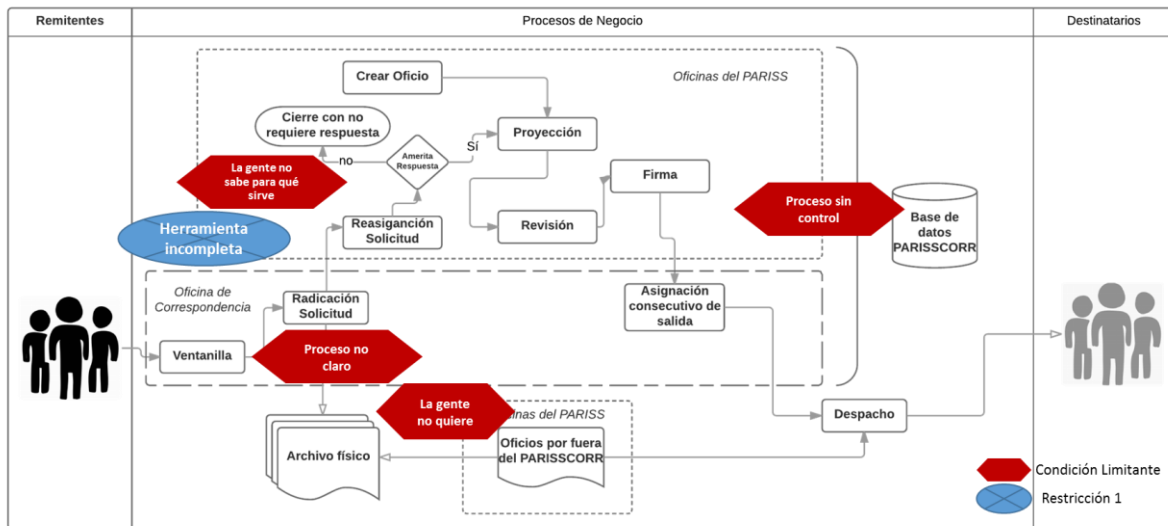 Remitentes
Procesos de Negocio
Destinatarios
Oficinas del PARISS
Crear Oficio
Cierre con no
requiere respuesta
Proyección
Sí
no
Amerita
Respuesta
La gente no
sabe para qué
sirve
Firma
Proceso sin
control
Base de
datos
PARISSCORR
Herramienta
incompleta
Reasiganción
Solicitud
Revisión
Oficina de
Correspondencia
Radicación
Solicitud
Asignación
consecutivo de
salida
Ventanilla
Proceso no
claro
La gente
no quiere
inas del PARISS
Despacho
Archivo físico
Oficios por fuera
del PARISSCORR
Condición Limitante
Restricción 1